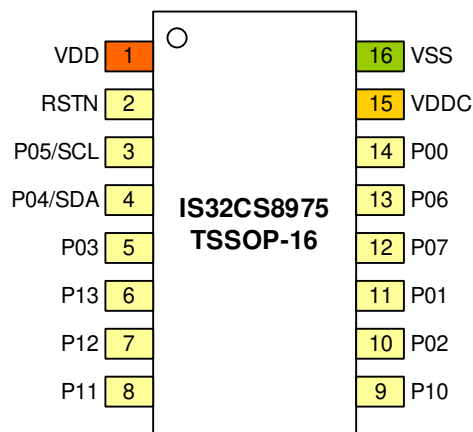 VDD 1 16 VSS
RSTN 2 15 VDDC
P05/SCL 3 14 P00
P04/SDA 4 13 P06
IS32CS8975
TSSOP-16
P03 5 12 P07
P13 6 11 P01
P12 7 10 P02
P11 8 9 P10